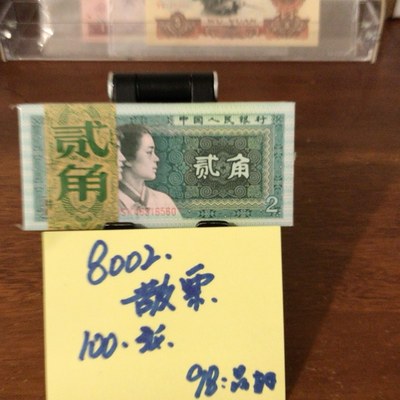 中国人民银行
贰角
贰角
2
8002.
散票
100.张.
98:品相